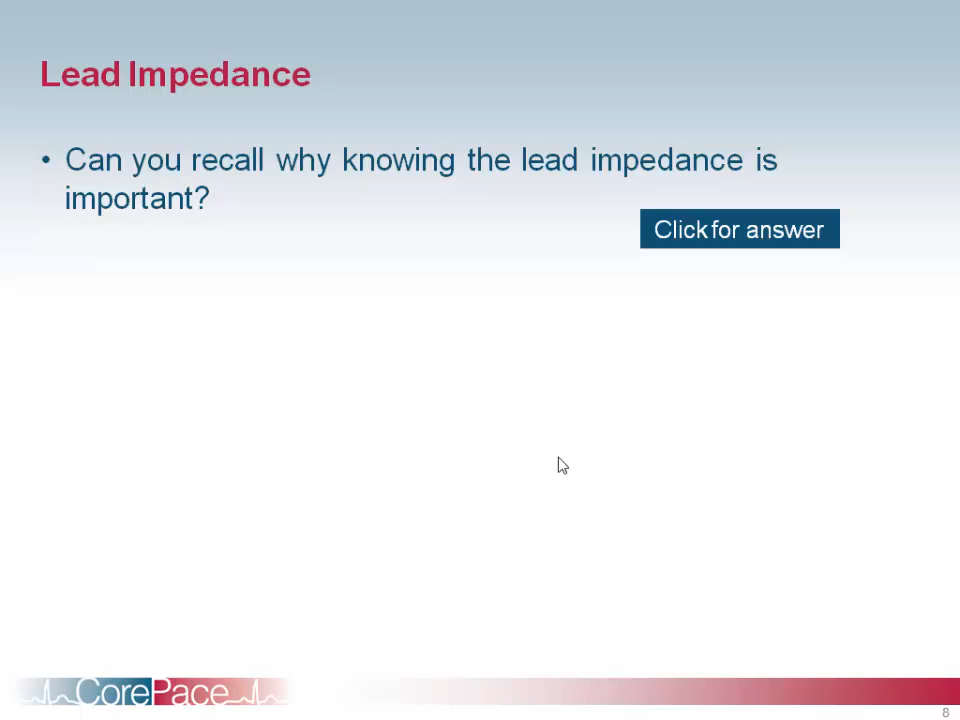 Lead Impedance
• Can you recall why knowing the lead impedance is
important?
Click for answer
CorePace
8